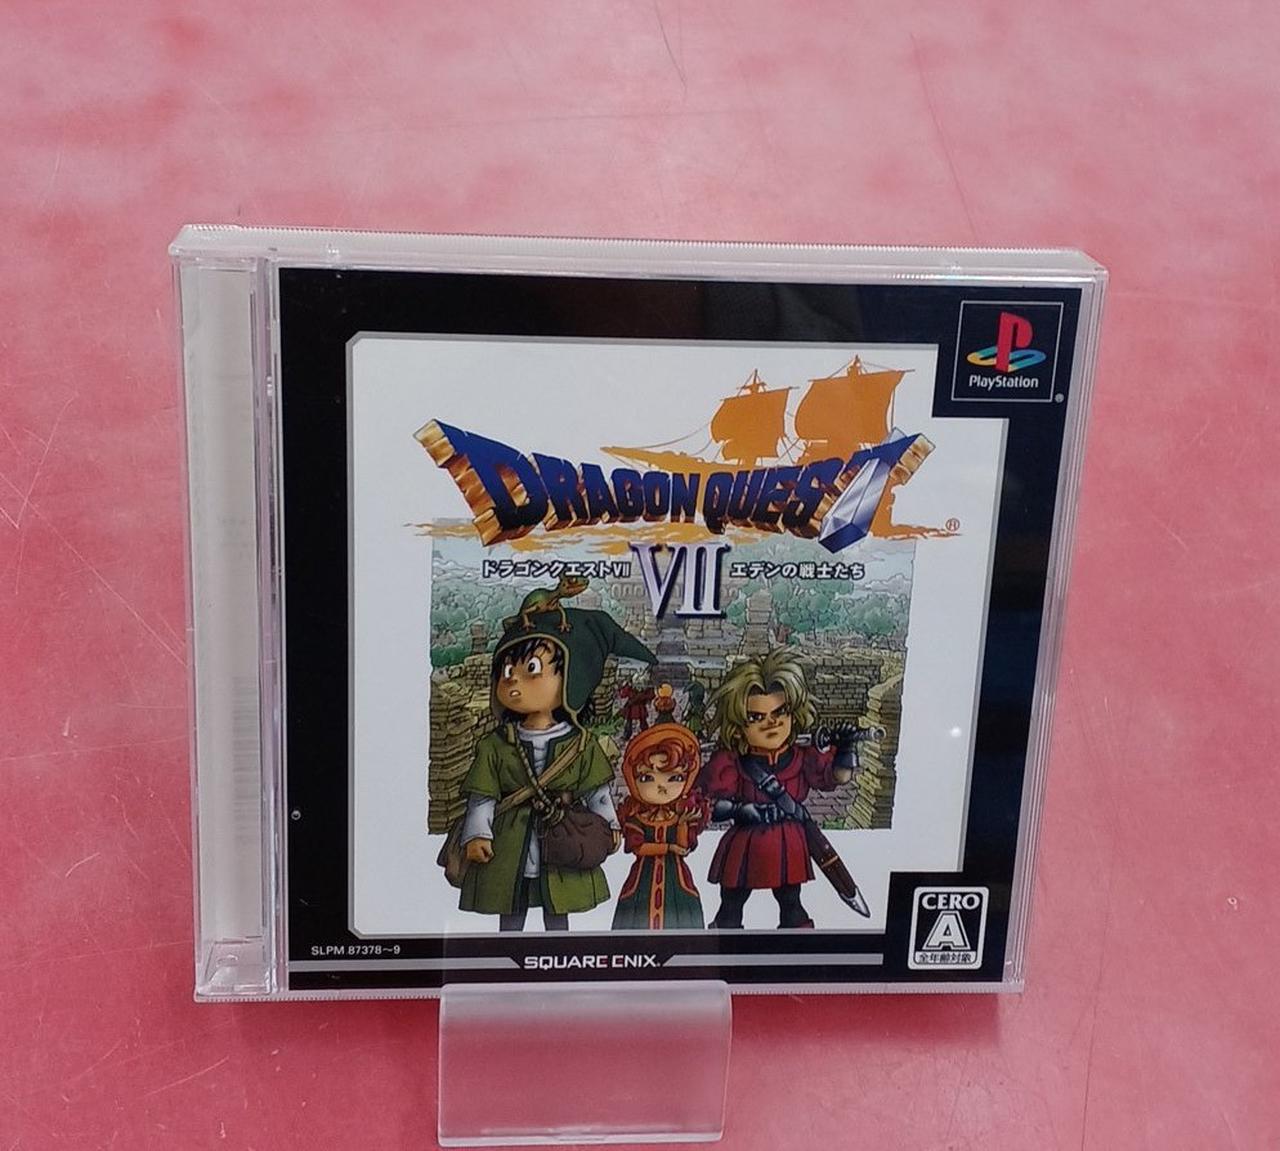 PlayStation
DRAGON QUEST
ドラゴンクエストVII VII エデンの戦士たち
CERO
A
全年齢対象
SLPM 87378〜9
SQUARE ENIX